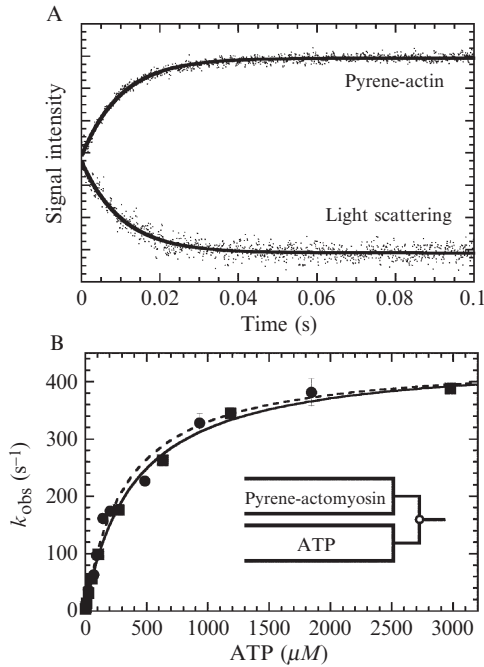 A
Signal intensity
Pyrene-actin
Light scattering
0 0.02 0.04 0.06 0.08 0.1
Time (s)
B
k_obs (s⁻¹)
400
300
200
100
0
Pyrene-actomyosin
ATP
0 500 1000 1500 2000 2500 3000
ATP (μM)